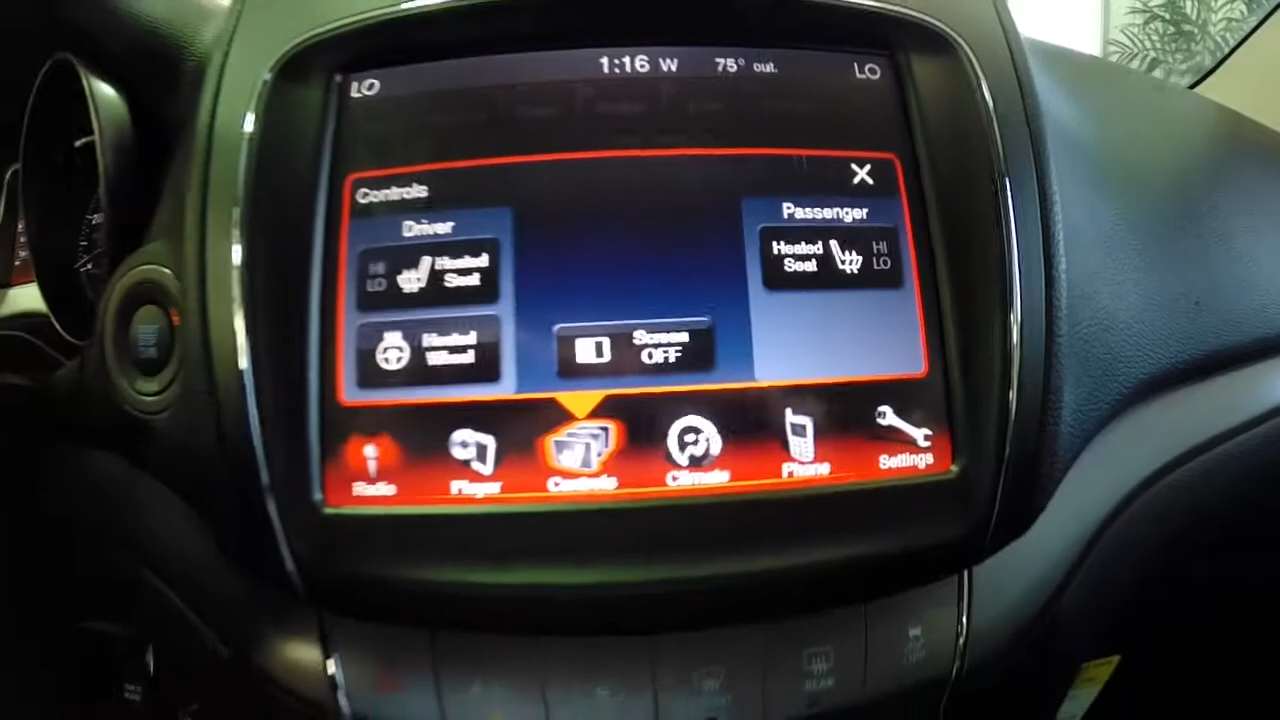 LO 1:16 W 75° out. LO
Controls X
Driver
HI
LO
Heated
Seat
Heated
Wheel
Screen
OFF
Passenger
Heated
Seat
HI
LO
Radio Player Controls Climate Phone Settings
REAR